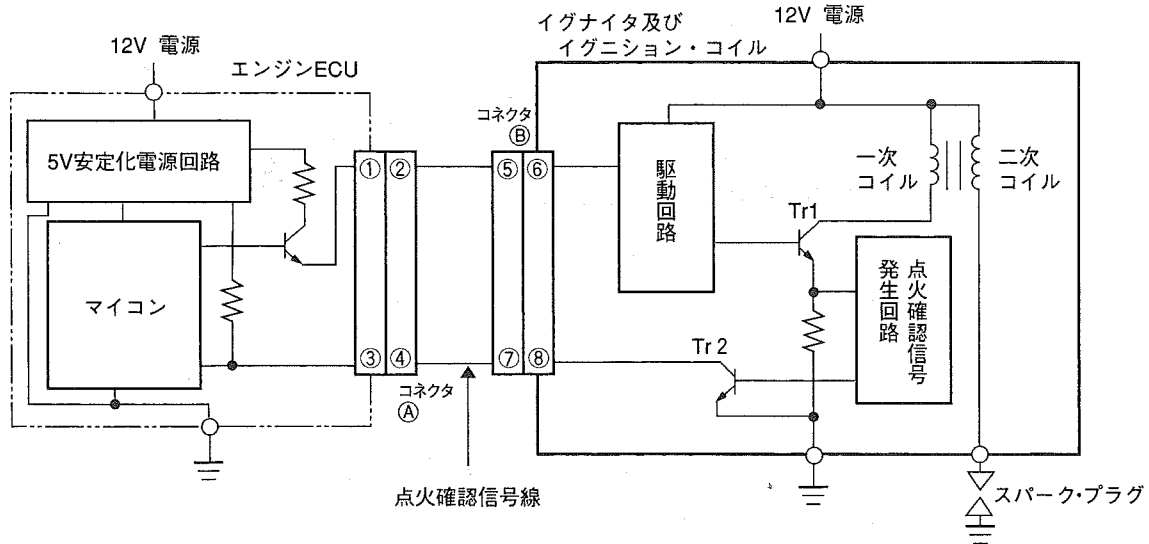 12V 電源
エンジンECU
5V安定化電源回路
マイコン
①
②
③
④
コネクタ
Ⓐ
点火確認信号線
コネクタ
Ⓑ
⑤
⑥
⑦
⑧
イグナイタ及び
イグニション・コイル
12V 電源
駆動回路
一次
コイル
二次
コイル
Tr1
点火確認信号
発生回路
Tr 2
スパーク・プラグ